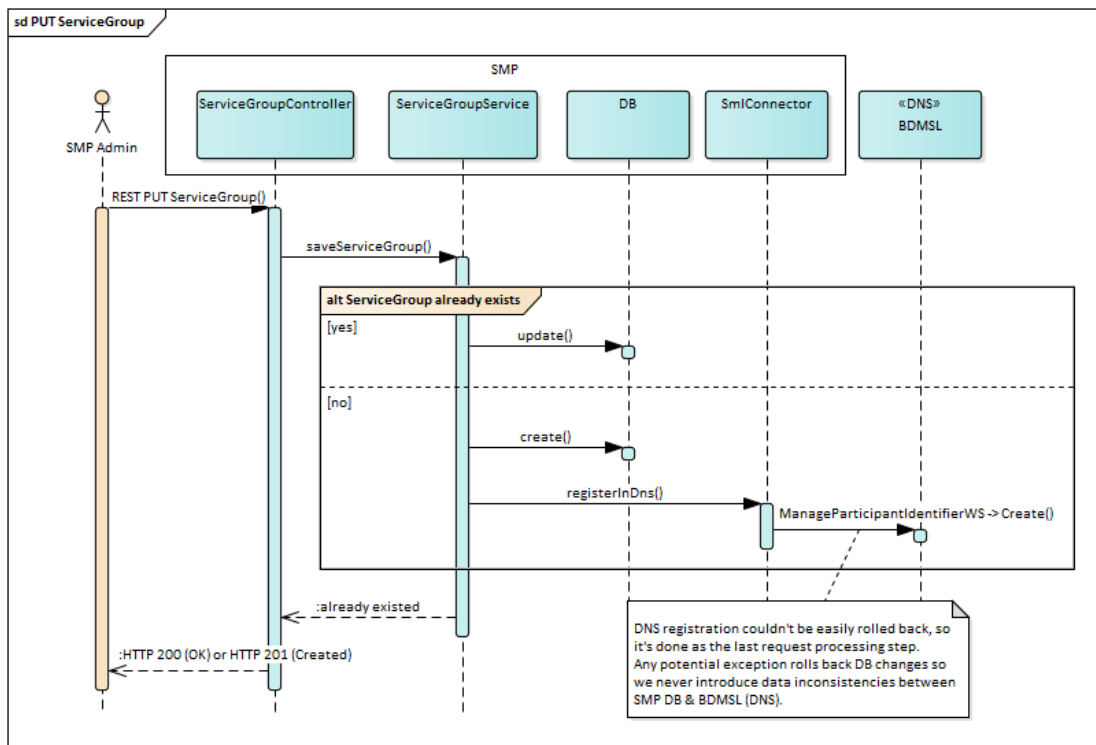 sd PUT ServiceGroup
SMP
ServiceGroupController
ServiceGroupService
DB
SmlConnector
«DNS»
BDMSL
SMP Admin
REST PUT ServiceGroup()
saveServiceGroup()
alt ServiceGroup already exists
[yes]
update()
[no]
create()
registerInDns()
ManageParticipantIdentifierWS -> Create()
:already existed
:HTTP 200 (OK) or HTTP 201 (Created)
DNS registration couldn't be easily rolled back, so
it's done as the last request processing step.
Any potential exception rolls back DB changes so
we never introduce data inconsistencies between
SMP DB & BDMSL (DNS).